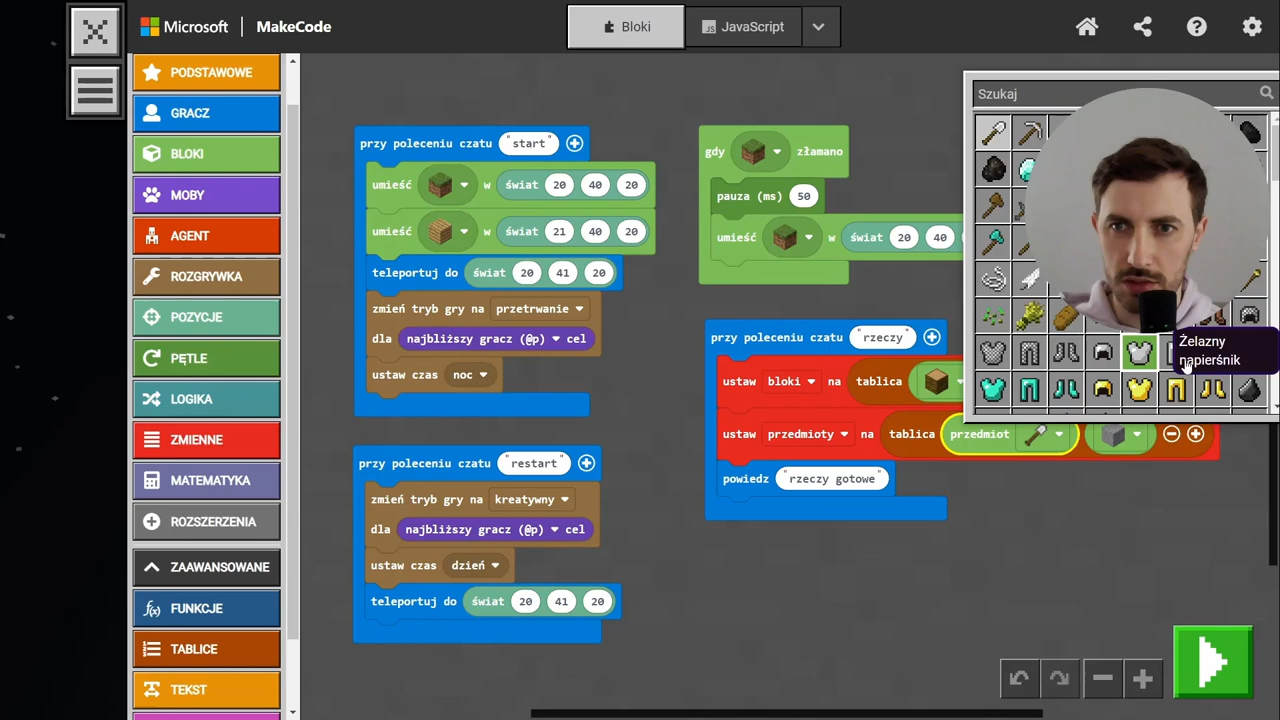 Microsoft MakeCode
Bloki
JavaScript
PODSTAWOWE
GRACZ
BLOKI
MOBY
AGENT
ROZGRYWKA
POZYCJE
PĘTLE
LOGIKA
ZMIENNE
MATEMATYKA
ROZSZERZENIA
ZAAWANSOWANE
FUNKCJE
TABLICE
TEKST
przy poleceniu czatu "start"
umieść w świat 20 40 20
umieść w świat 21 40 20
teleportuj do świat 20 41 20
zmień tryb gry na przetrwanie
dla najbliższy gracz (@p) cel
ustaw czas noc
przy poleceniu czatu "restart"
zmień tryb gry na kreatywny
dla najbliższy gracz (@p) cel
ustaw czas dzień
teleportuj do świat 20 41 20
gdy złamano
pauza (ms) 50
umieść w świat 20 40
przy poleceniu czatu "rzeczy"
ustaw bloki na tablica
ustaw przedmioty na tablica przedmiot
powiedz "rzeczy gotowe"
Szukaj
Żelazny
napierśnik